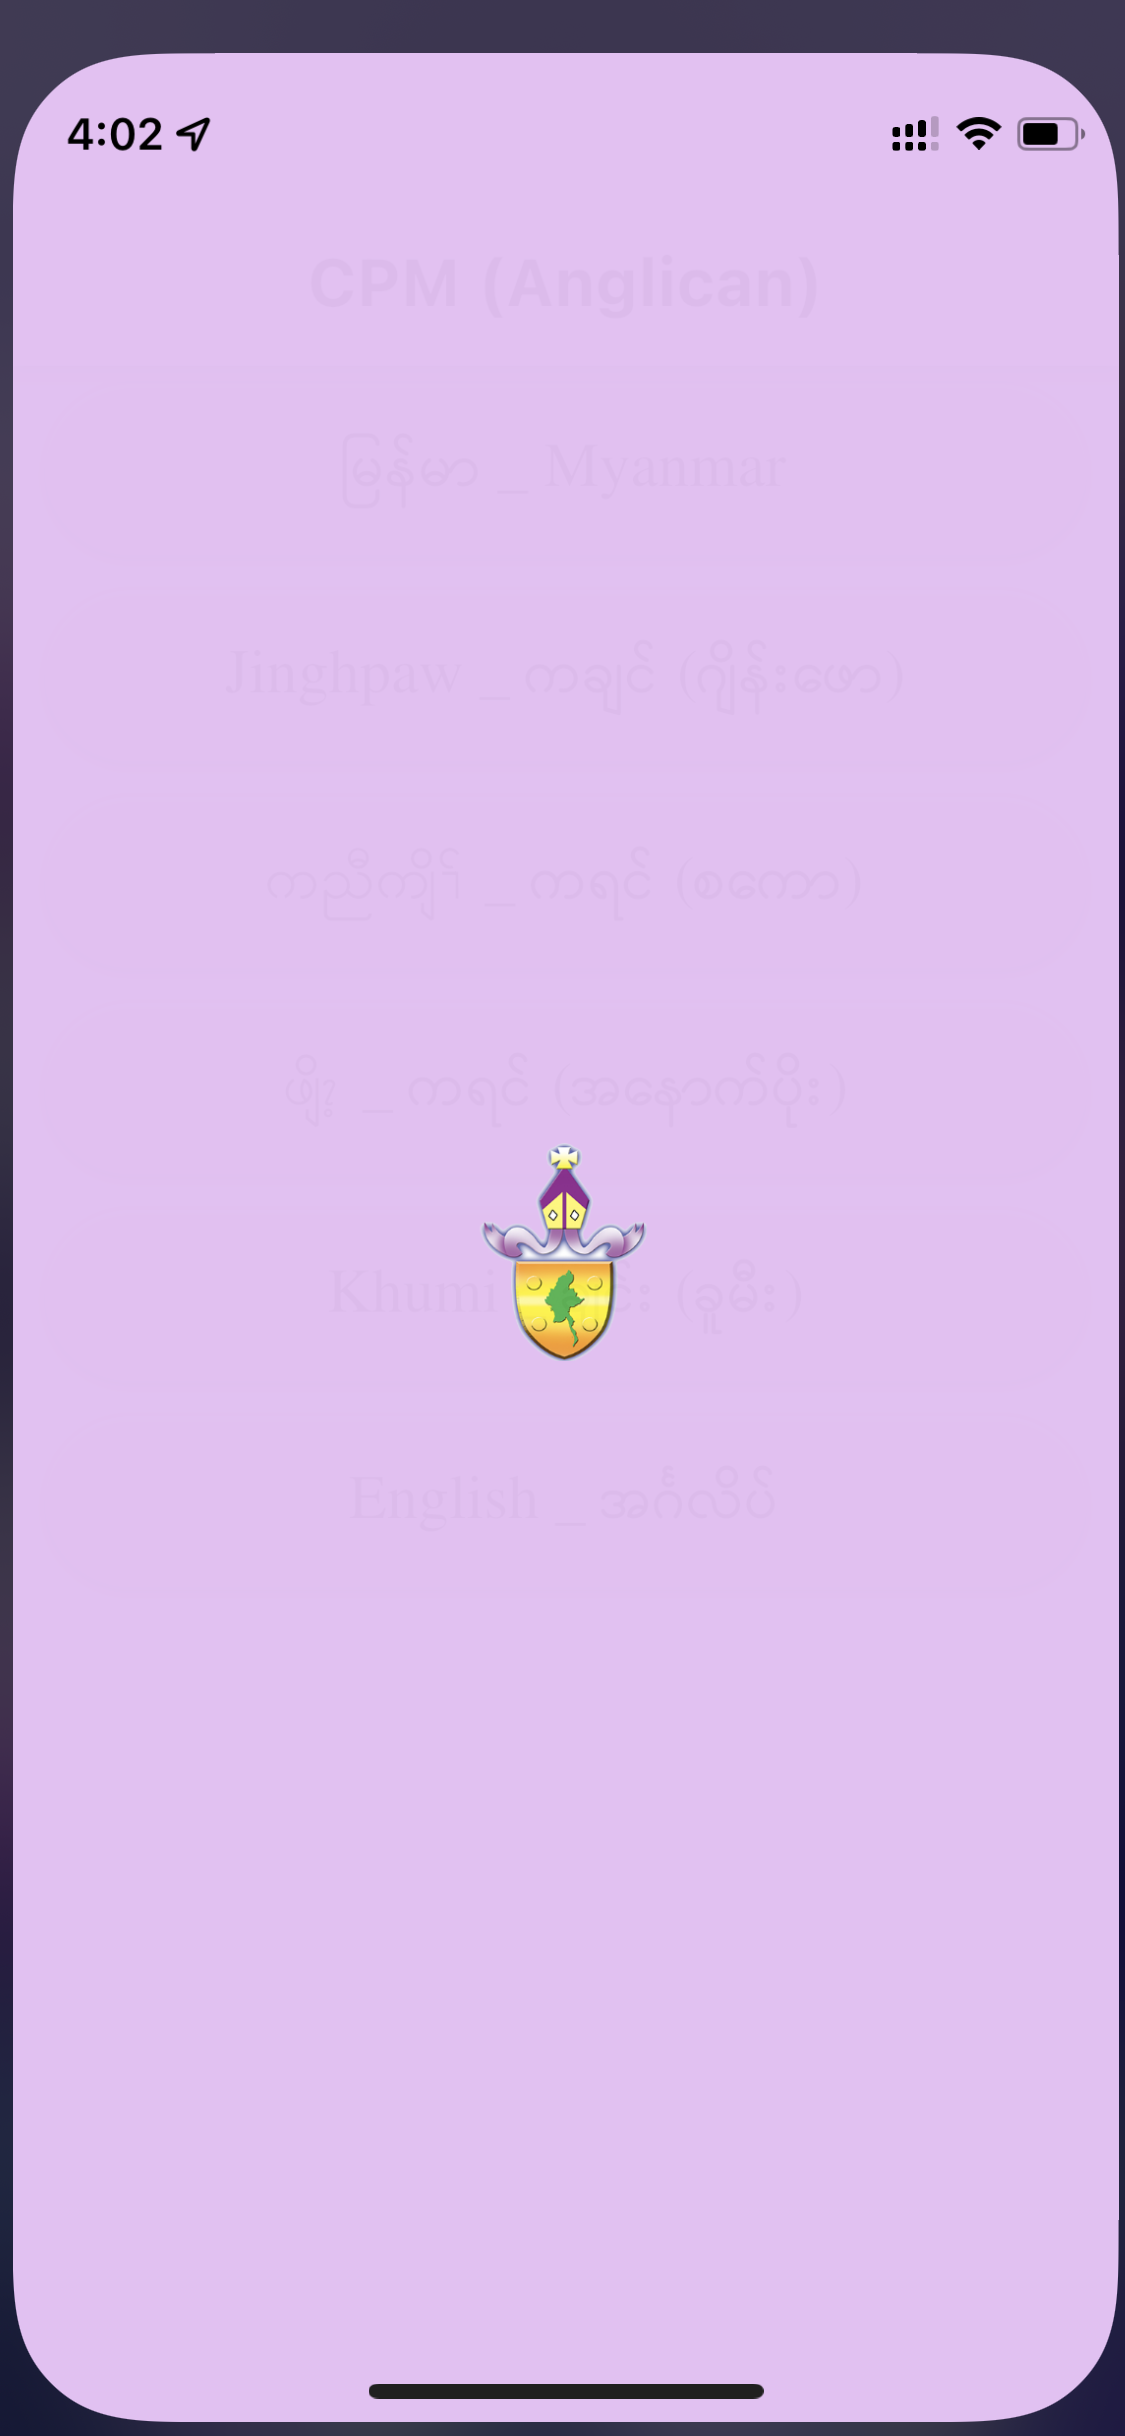 4:02
CPM (Anglican)
မြန်မာ _ Myanmar
Jinghpaw _ ကချင် (ဂျိန်းဖော)
ကညီကျိာ် _ ကရင် (စကော)
ဖျိၩ့ _ ကရင် (အနောက်ပိုး)
Khumi (ခူမီး)
English _ အင်္ဂလိပ်